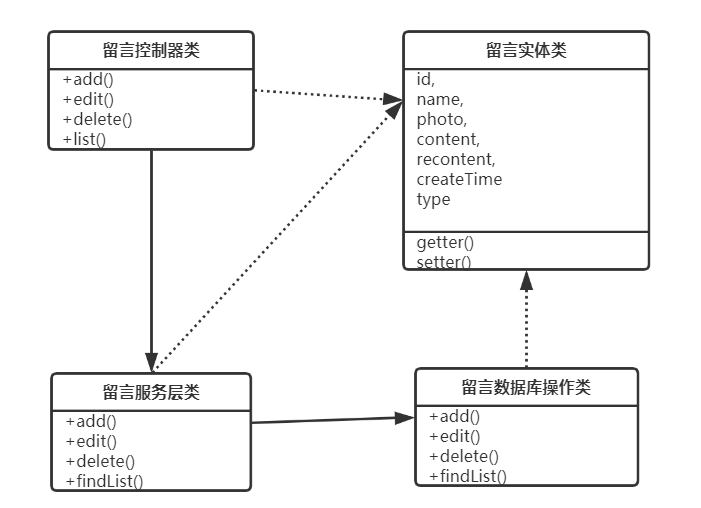 留言控制器类
+add()
+edit()
+delete()
+list()
留言实体类
id,
name,
photo,
content,
recontent,
createTime
type
getter()
setter()
留言服务层类
+add()
+edit()
+delete()
+findList()
留言数据库操作类
+add()
+edit()
+delete()
+findList()